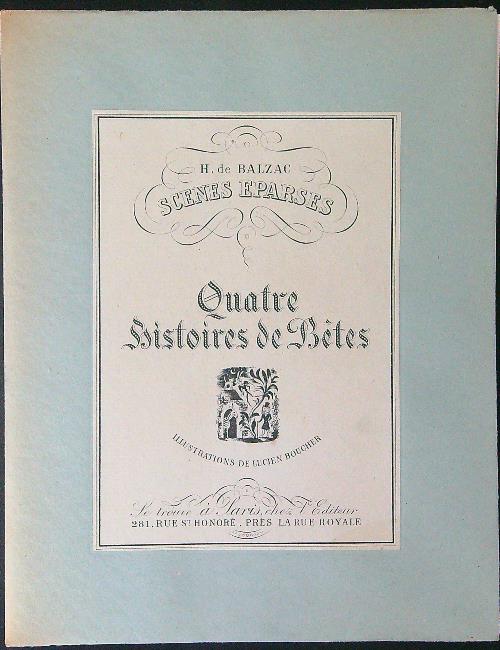 H. de BALZAC
SCENES EPARSES
Quatre
Histoires de Bêtes
ILLUSTRATIONS DE LUCIEN BOUCHER
Se trouve à Paris, chez l'Editeur
281, RUE ST HONORÉ, PRÈS LA RUE ROYALE